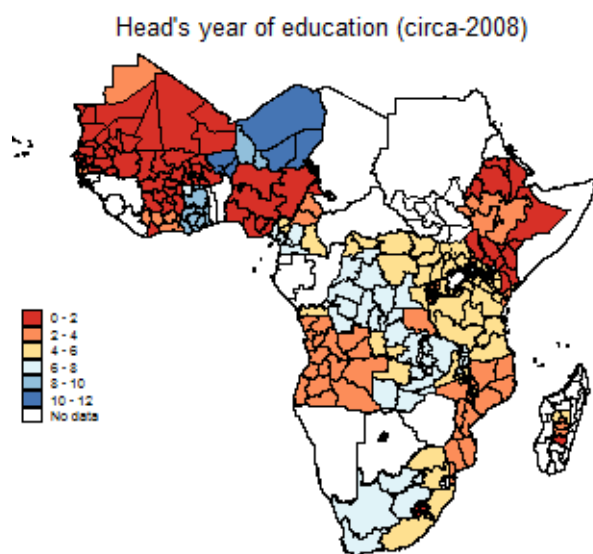 Head's year of education (circa-2008)
0 - 2
2 - 4
4 - 6
6 - 8
8 - 10
10 - 12
No data